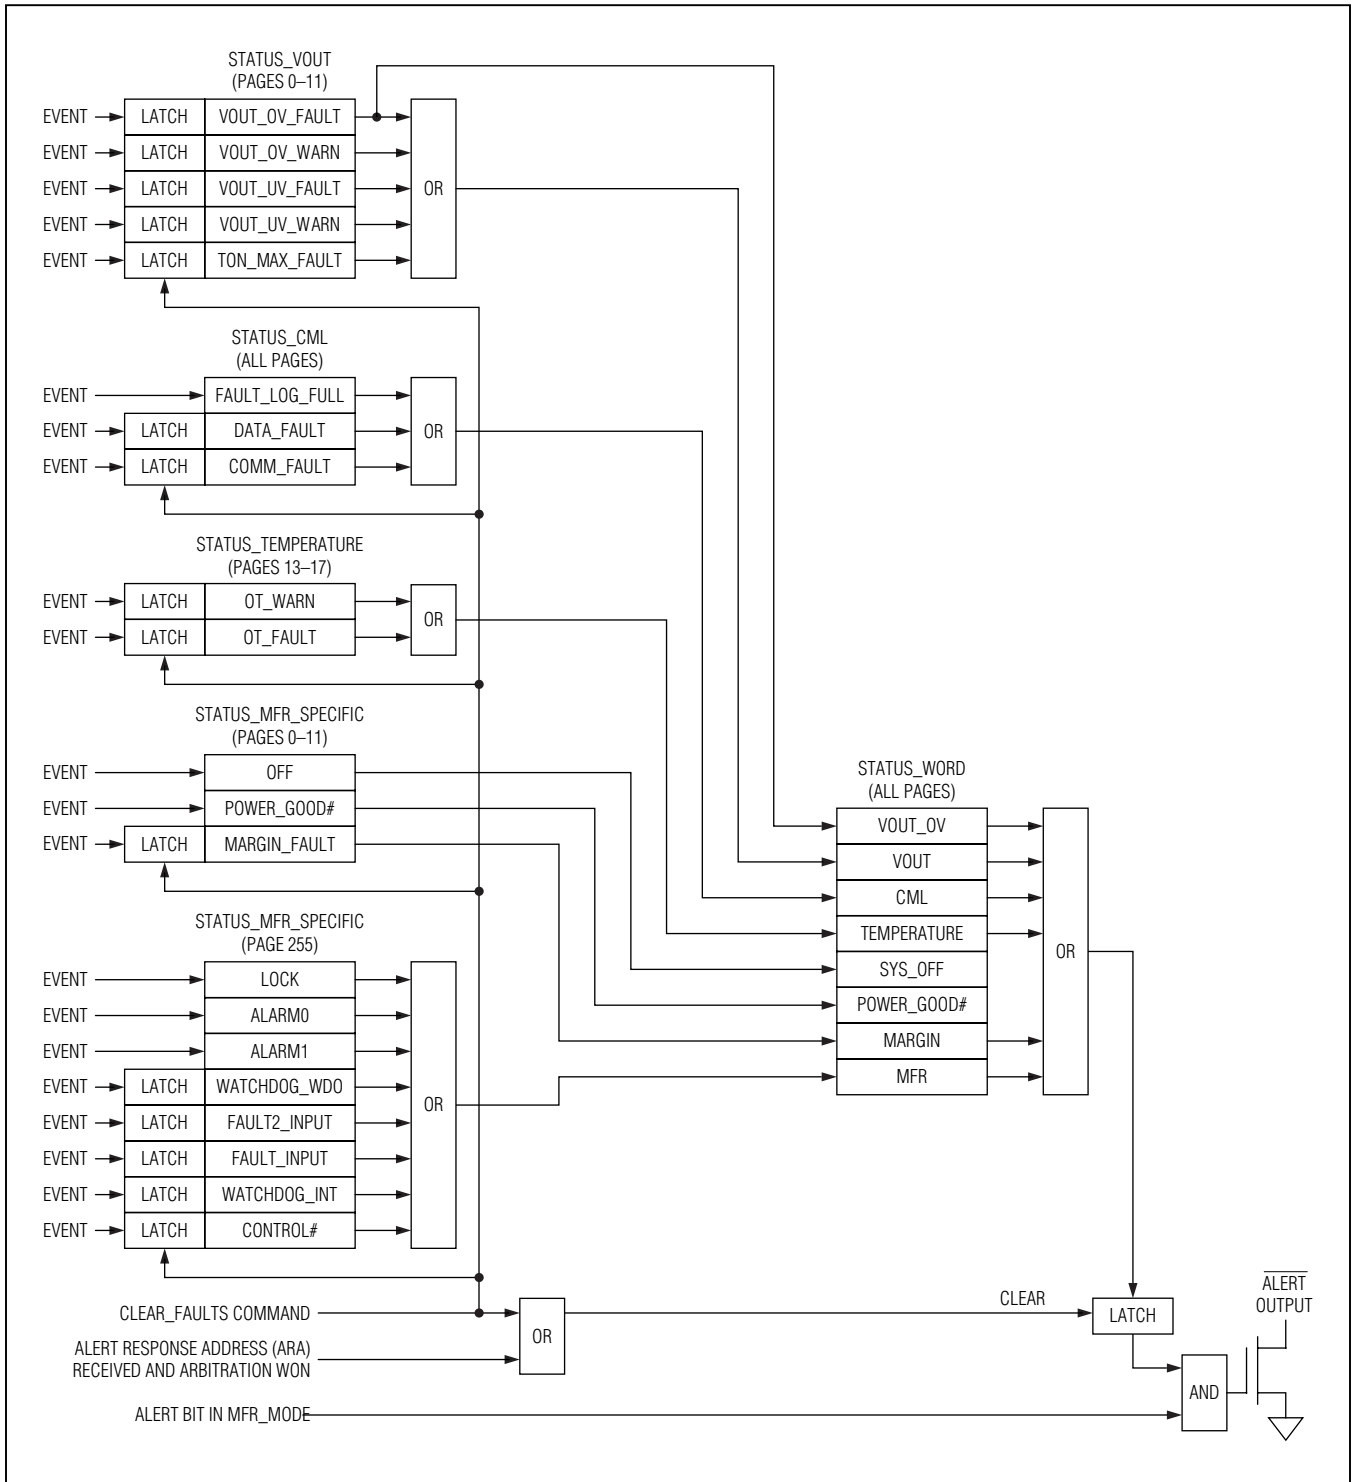 STATUS_VOUT
(PAGES 0–11)
EVENT LATCH VOUT_OV_FAULT
EVENT LATCH VOUT_OV_WARN
EVENT LATCH VOUT_UV_FAULT OR
EVENT LATCH VOUT_UV_WARN
EVENT LATCH TON_MAX_FAULT
STATUS_CML
(ALL PAGES)
EVENT FAULT_LOG_FULL
EVENT LATCH DATA_FAULT OR
EVENT LATCH COMM_FAULT
STATUS_TEMPERATURE
(PAGES 13–17)
EVENT LATCH OT_WARN
OR
EVENT LATCH OT_FAULT
STATUS_MFR_SPECIFIC
(PAGES 0–11)
EVENT OFF
EVENT POWER_GOOD#
EVENT LATCH MARGIN_FAULT
STATUS_WORD
(ALL PAGES)
VOUT_OV
VOUT
CML
TEMPERATURE
SYS_OFF
POWER_GOOD#
MARGIN
MFR
OR
STATUS_MFR_SPECIFIC
(PAGE 255)
EVENT LOCK
EVENT ALARM0
EVENT ALARM1
EVENT LATCH WATCHDOG_WDO
OR
EVENT LATCH FAULT2_INPUT
EVENT LATCH FAULT_INPUT
EVENT LATCH WATCHDOG_INT
EVENT LATCH CONTROL#
CLEAR_FAULTS COMMAND
ALERT RESPONSE ADDRESS (ARA)
RECEIVED AND ARBITRATION WON
OR
CLEAR
LATCH
ALERT
OUTPUT
AND
ALERT BIT IN MFR_MODE